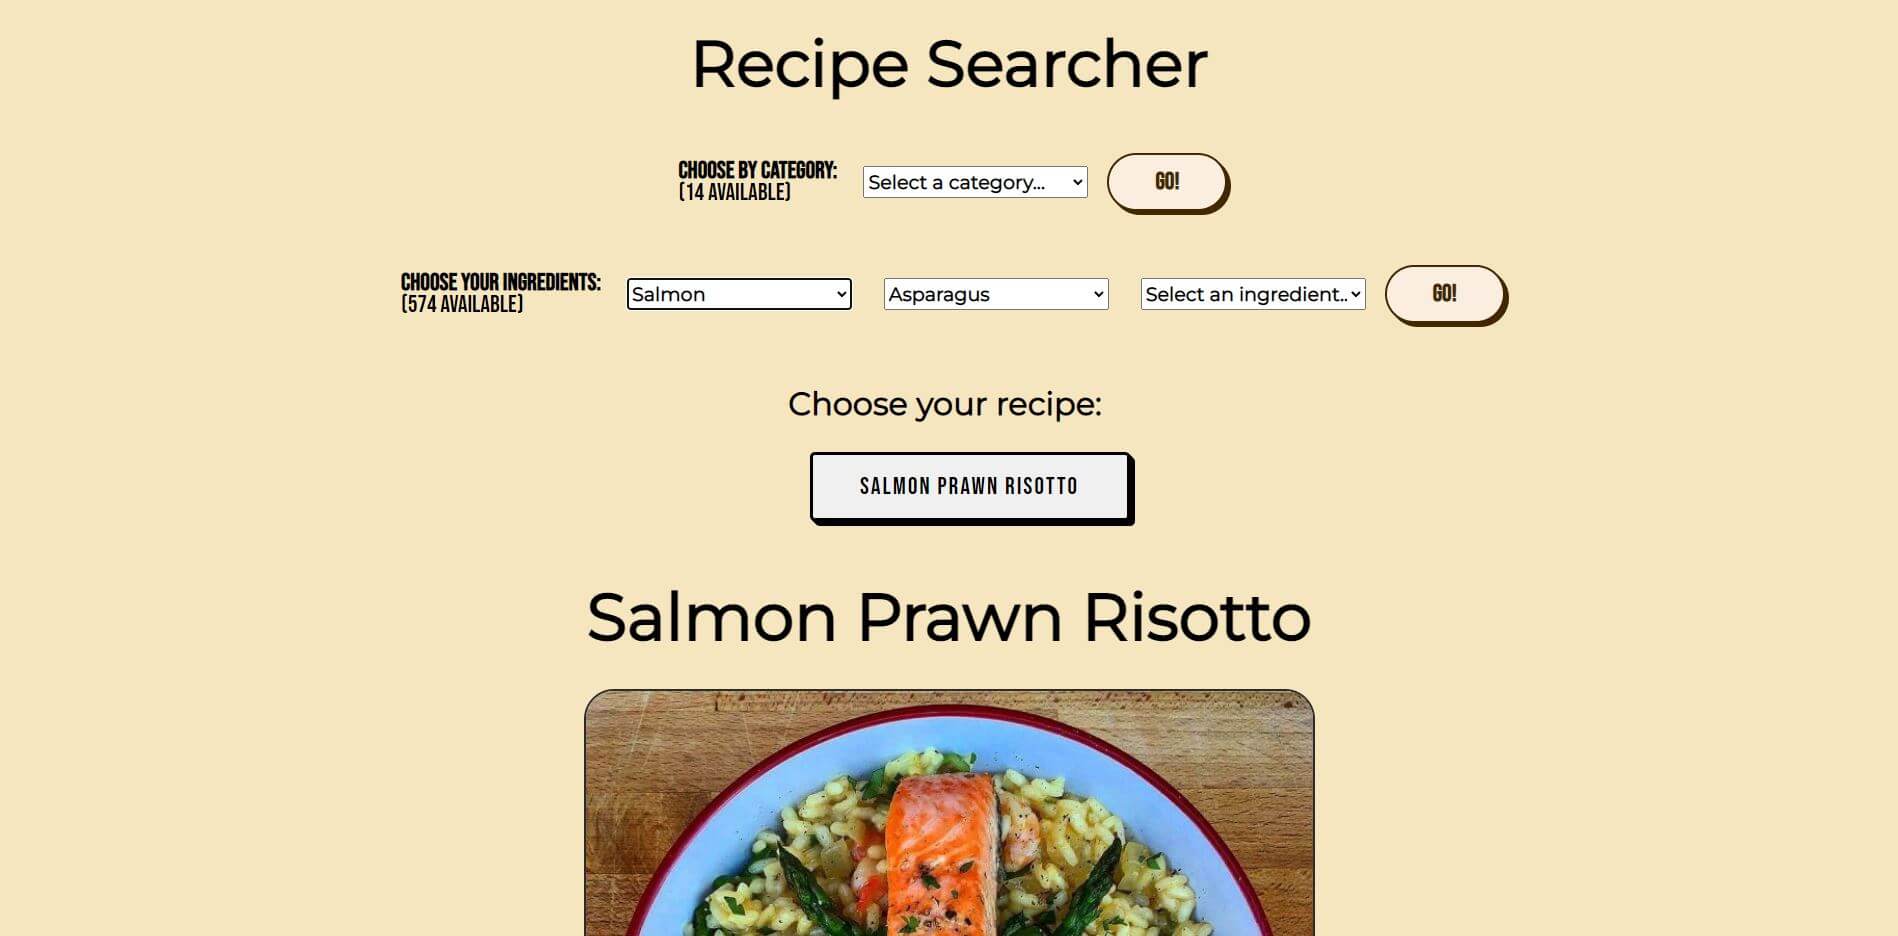 Recipe Searcher
CHOOSE BY CATEGORY:
(14 AVAILABLE)
Select a category...
GO!
CHOOSE YOUR INGREDIENTS:
(574 AVAILABLE)
Salmon
Asparagus
Select an ingredient..
GO!
Choose your recipe:
SALMON PRAWN RISOTTO
Salmon Prawn Risotto